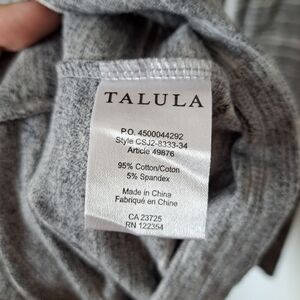 TALULA
P.O. 4500044292
Style CSJ2-8333-34
Article 49876
95% Cotton/Coton
5% Spandex
Made in China
Fabriqué en Chine
CA 23725
RN 122354